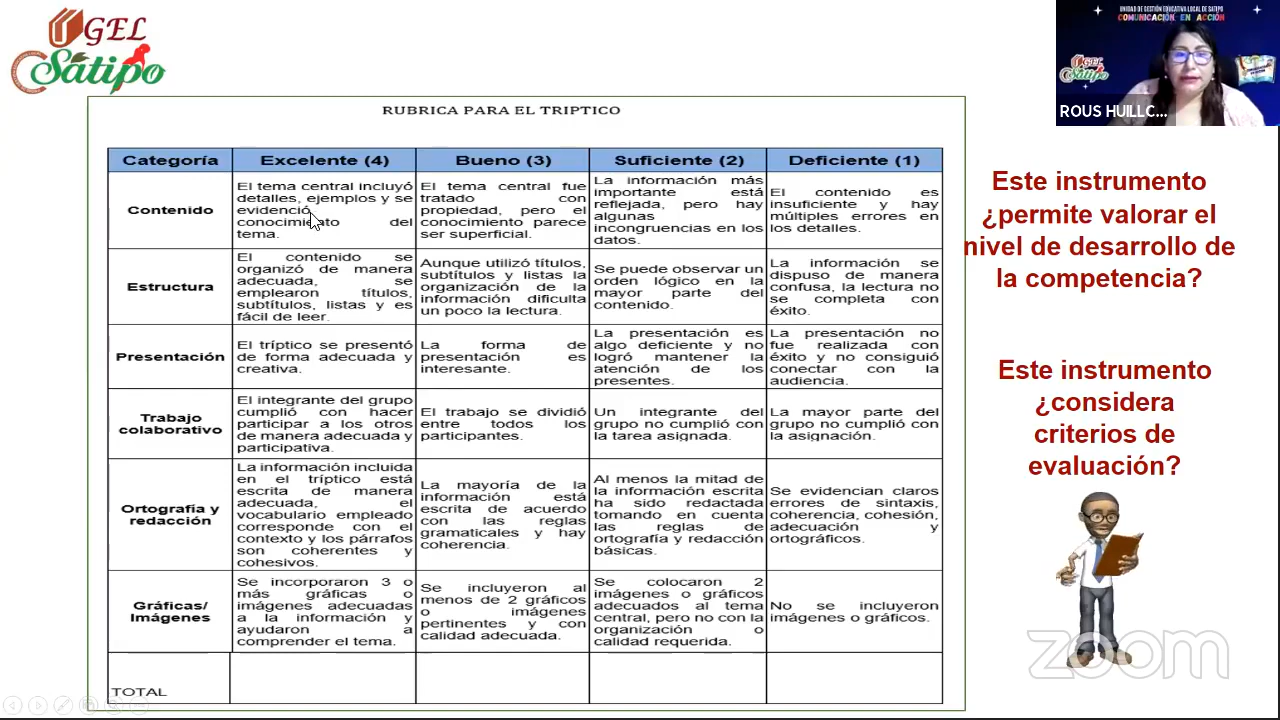 UGEL
Satipo
UNIDAD DE GESTIÓN EDUCATIVA LOCAL DE SATIPO
COMUNICACIÓN EN ACCIÓN
UGEL
Satipo
ROUS HUILLC...
RUBRICA PARA EL TRIPTICO
Categoría
Excelente (4)
Bueno (3)
Suficiente (2)
Deficiente (1)
Contenido
El tema central incluyó
detalles, ejemplos y se
evidenció
conocimiento del
tema.
El tema central fue
tratado con
propiedad, pero el
conocimiento parece
ser superficial.
La información más
importante está
reflejada, pero hay
algunas
incongruencias en los
datos.
El contenido es
insuficiente y hay
múltiples errores en
los detalles.
Estructura
El contenido se
organizó de manera
adecuada, se
emplearon títulos,
subtítulos, listas y es
fácil de leer.
Aunque utilizó títulos,
subtítulos y listas la
organización de la
información dificulta
un poco la lectura.
Se puede observar un
orden lógico en la
mayor parte del
contenido.
La información se
dispuso de manera
confusa, la lectura no
se completa con
éxito.
Presentación
El tríptico se presentó
de forma adecuada y
creativa.
La forma de
presentación es
interesante.
La presentación es
algo deficiente y no
logró mantener la
atención de los
presentes.
La presentación no
fue realizada con
éxito y no consiguió
conectar con la
audiencia.
Trabajo
colaborativo
El integrante del grupo
cumplió con hacer
participar a los otros
de manera adecuada y
participativa.
El trabajo se dividió
entre todos los
participantes.
Un integrante del
grupo no cumplió con
la tarea asignada.
La mayor parte del
grupo no cumplió con
la asignación.
Ortografía y
redacción
La información incluida
en el tríptico está
escrita de manera
adecuada, el
vocabulario empleado
corresponde con el
contexto y los párrafos
son coherentes y
cohesivos.
La mayoría de la
información está
escrita de acuerdo
con las reglas
gramaticales y hay
coherencia.
Al menos la mitad de
la información escrita
ha sido redactada
tomando en cuenta
las reglas de
ortografía y redacción
básicas.
Se evidencian claros
errores de sintaxis,
coherencia, cohesión,
adecuación y
ortográficos.
Gráficas/
Imágenes
Se incorporaron 3 o
más gráficas o
imágenes adecuadas
a la información y
ayudaron a
comprender el tema.
Se incluyeron al
menos de 2 gráficos
o imágenes
pertinentes y con
calidad adecuada.
Se colocaron 2
imágenes o gráficos
adecuados al tema
central, pero no con la
organización o
calidad requerida.
No se incluyeron
imágenes o gráficos.
TOTAL
Este instrumento
¿permite valorar el
nivel de desarrollo de
la competencia?
Este instrumento
¿considera
criterios de
evaluación?
zoom